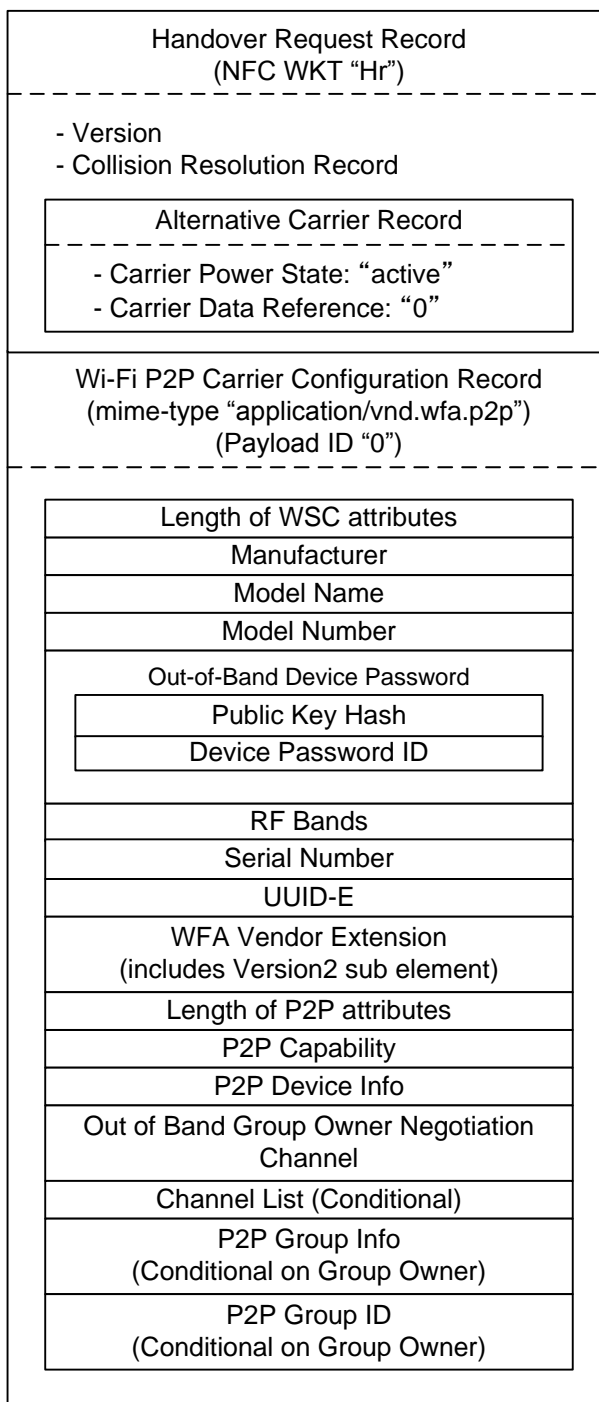 Handover Request Record
(NFC WKT “Hr”)
- Version
- Collision Resolution Record
Alternative Carrier Record
- Carrier Power State: “active”
- Carrier Data Reference: “0”
Wi-Fi P2P Carrier Configuration Record
(mime-type “application/vnd.wfa.p2p”)
(Payload ID “0”)
Length of WSC attributes
Manufacturer
Model Name
Model Number
Out-of-Band Device Password
Public Key Hash
Device Password ID
RF Bands
Serial Number
UUID-E
WFA Vendor Extension
(includes Version2 sub element)
Length of P2P attributes
P2P Capability
P2P Device Info
Out of Band Group Owner Negotiation
Channel
Channel List (Conditional)
P2P Group Info
(Conditional on Group Owner)
P2P Group ID
(Conditional on Group Owner)